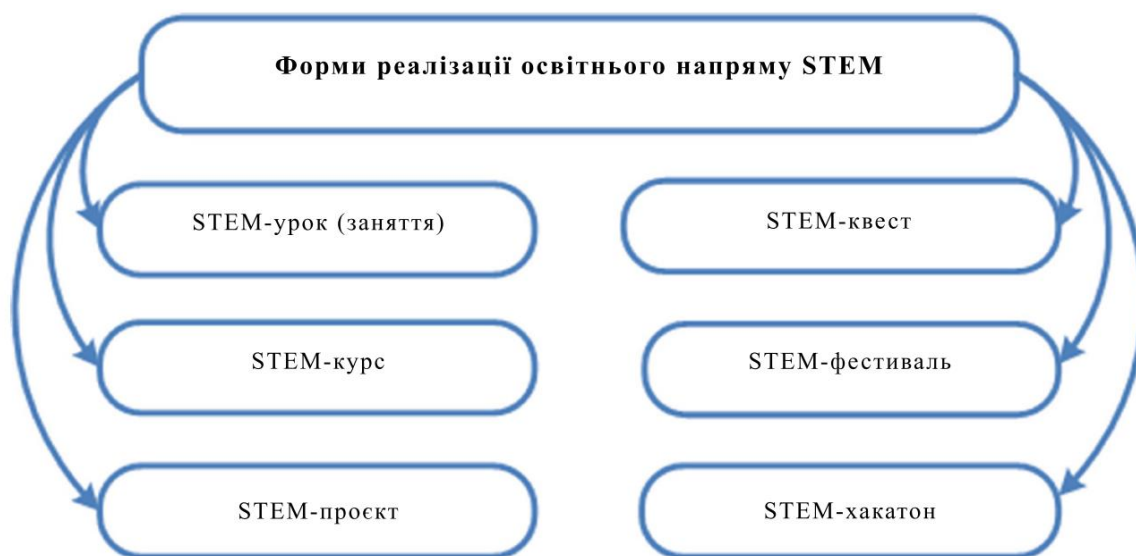 Форми реалізації освітнього напряму STEM
STEM-урок (заняття)
STEM-квест
STEM-курс
STEM-фестиваль
STEM-проєкт
STEM-хакатон